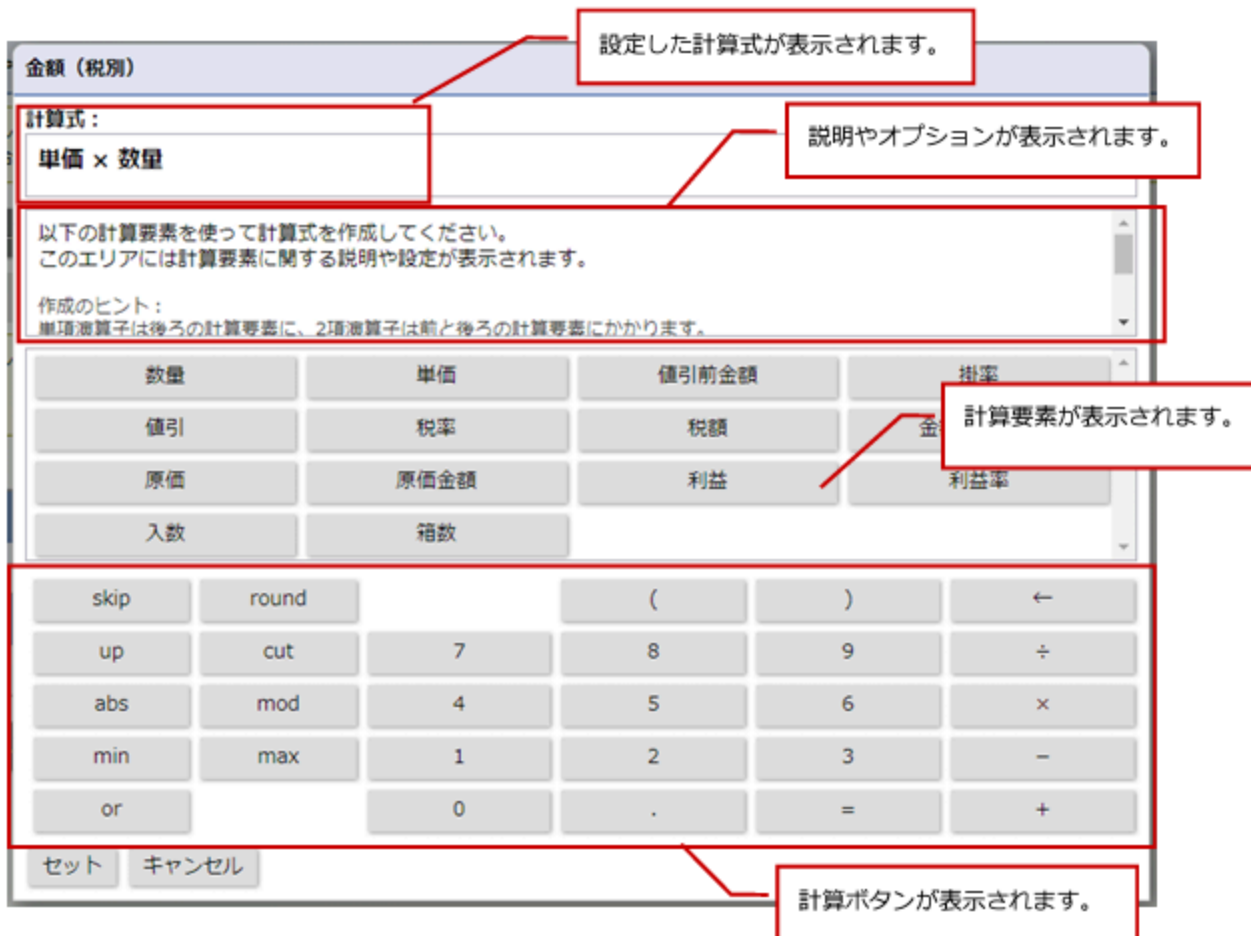 設定した計算式が表示されます。
金額（税別）
計算式：
説明やオプションが表示されます。
単価 × 数量
以下の計算要素を使って計算式を作成してください。
このエリアには計算要素に関する説明や設定が表示されます。
作成のヒント：
単項演算子は後ろの計算要素に、2項演算子は前と後ろの計算要素にかかります。
数量 単価 値引前金額 掛率
計算要素が表示されます。
値引 税率 税額 金
原価 原価金額 利益 利益率
入数 箱数
skip round ( ) ←
up cut 7 8 9 ÷
abs mod 4 5 6 ×
min max 1 2 3 −
or 0 . = +
セット キャンセル
計算ボタンが表示されます。